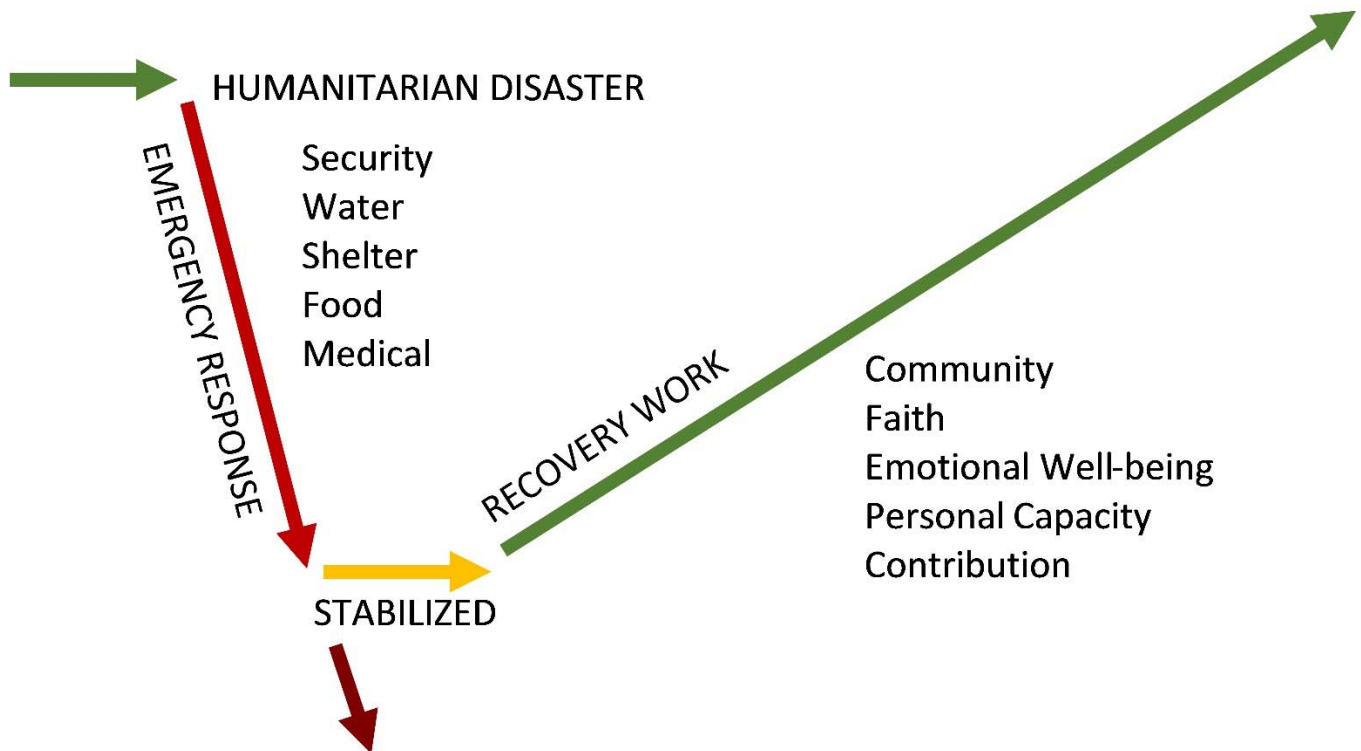 HUMANITARIAN DISASTER
EMERGENCY RESPONSE
Security
Water
Shelter
Food
Medical
STABILIZED
RECOVERY WORK
Community
Faith
Emotional Well-being
Personal Capacity
Contribution